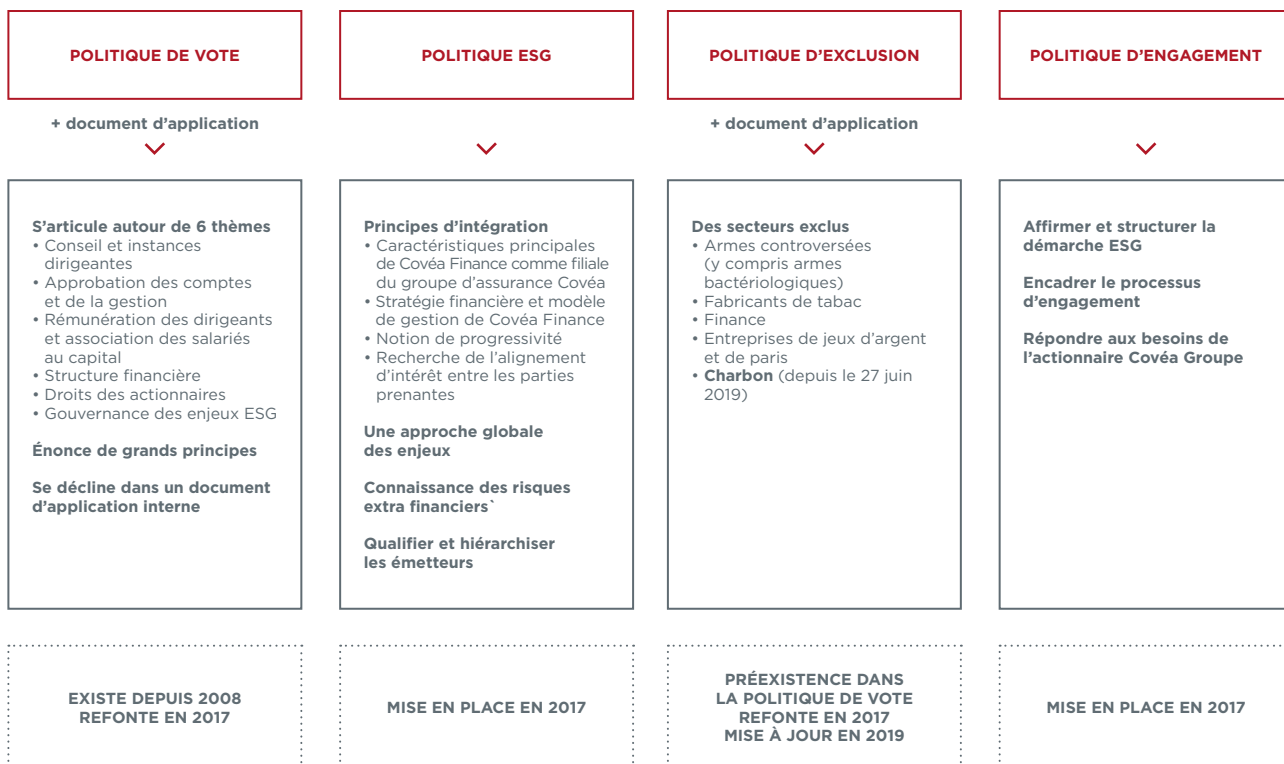 POLITIQUE DE VOTE
+ document d’application
S’articule autour de 6 thèmes
• Conseil et instances
dirigeantes
• Approbation des comptes
et de la gestion
• Rémunération des dirigeants
et association des salariés
au capital
• Structure financière
• Droits des actionnaires
• Gouvernance des enjeux ESG
Énonce de grands principes
Se décline dans un document
d’application interne
EXISTE DEPUIS 2008
REFONTE EN 2017
POLITIQUE ESG
Principes d’intégration
• Caractéristiques principales
de Covéa Finance comme filiale
du groupe d’assurance Covéa
• Stratégie financière et modèle
de gestion de Covéa Finance
• Notion de progressivité
• Recherche de l’alignement
d’intérêt entre les parties
prenantes
Une approche globale
des enjeux
Connaissance des risques
extra financiers`
Qualifier et hiérarchiser
les émetteurs
MISE EN PLACE EN 2017
POLITIQUE D’EXCLUSION
+ document d’application
Des secteurs exclus
• Armes controversées
(y compris armes
bactériologiques)
• Fabricants de tabac
• Finance
• Entreprises de jeux d’argent
et de paris
• Charbon (depuis le 27 juin
2019)
PRÉEXISTENCE DANS
LA POLITIQUE DE VOTE
REFONTE EN 2017
MISE À JOUR EN 2019
POLITIQUE D’ENGAGEMENT
Affirmer et structurer la
démarche ESG
Encadrer le processus
d’engagement
Répondre aux besoins de
l’actionnaire Covéa Groupe
MISE EN PLACE EN 2017